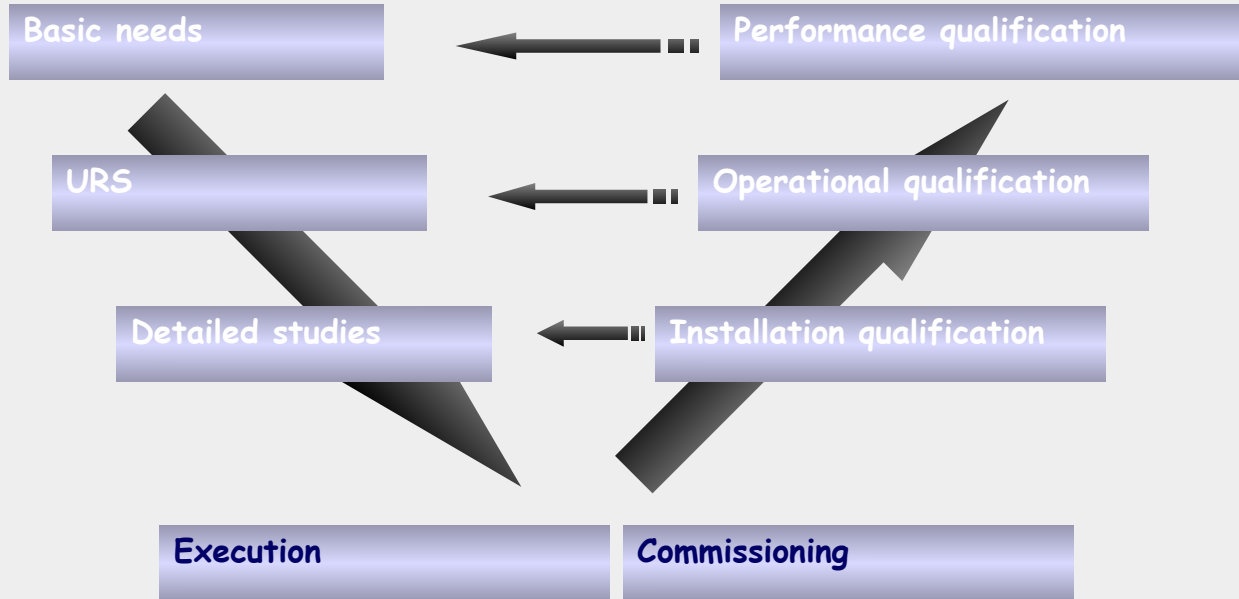 Basic needs
Performance qualification
URS
Operational qualification
Detailed studies
Installation qualification
Execution
Commissioning